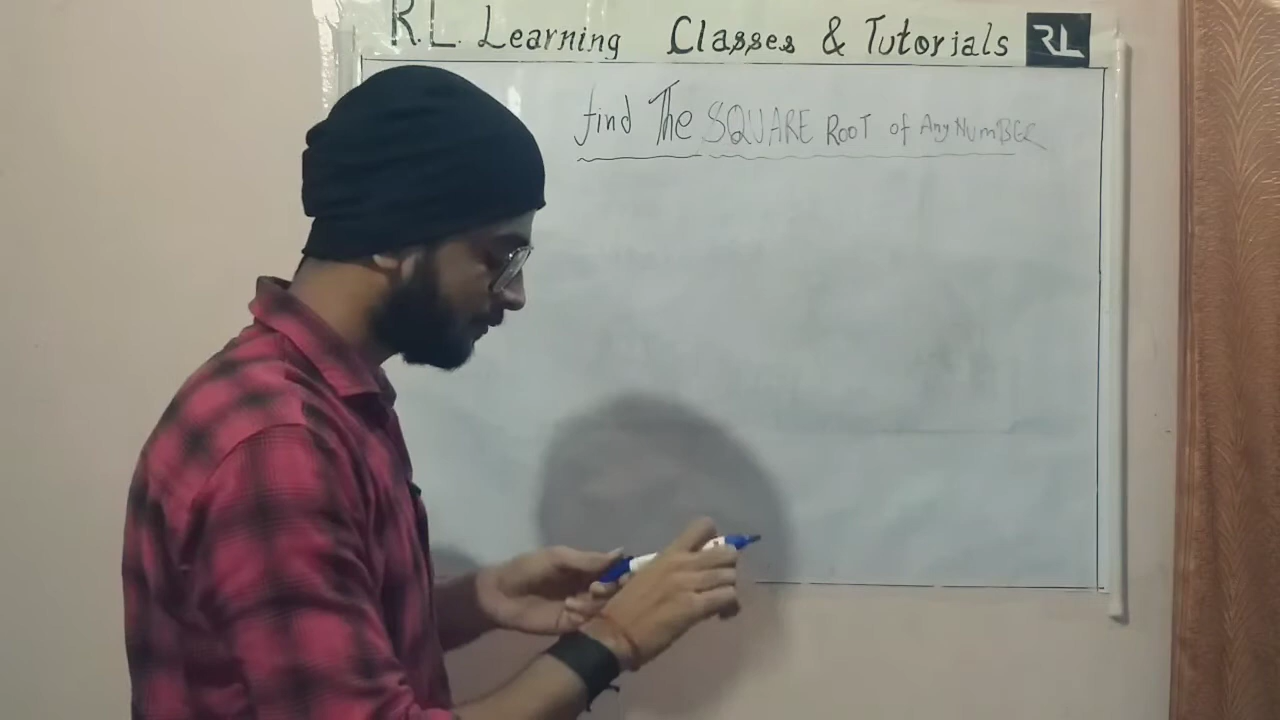 R.L. Learning Classes & Tutorials RL
find The SQUARE ROOT of Any NumBER